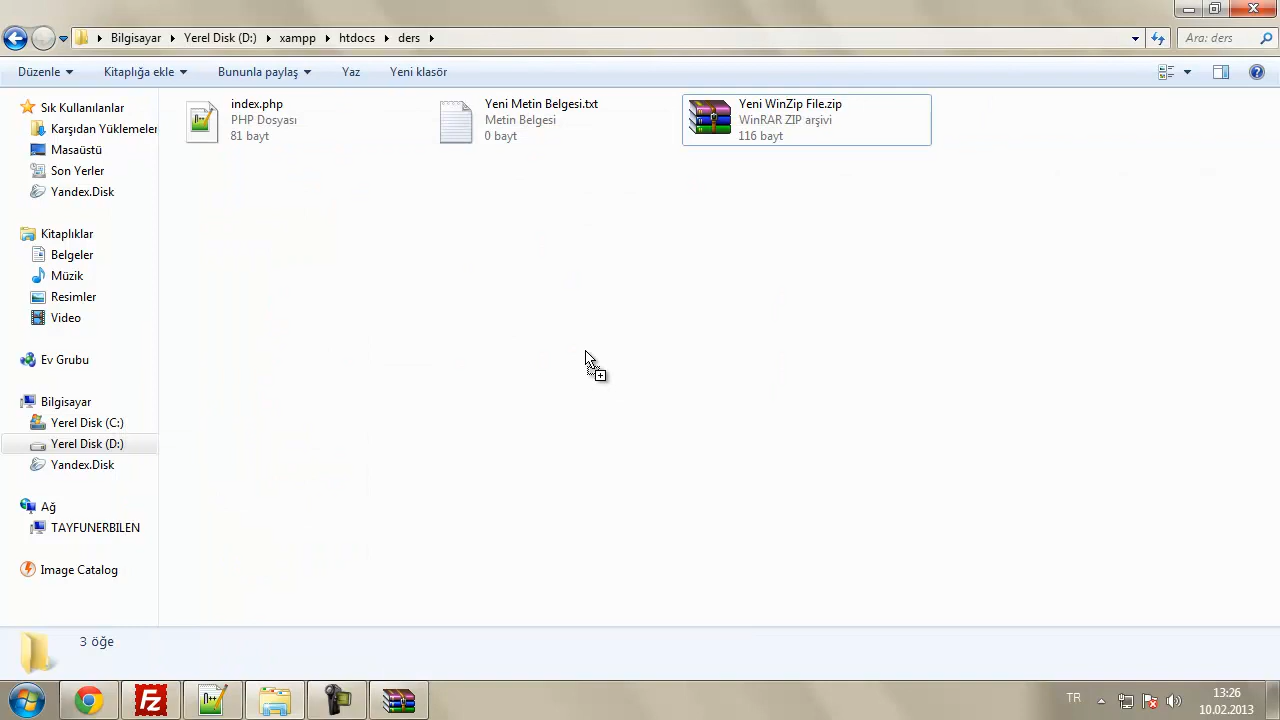 Bilgisayar
Yerel Disk (D:)
xampp
htdocs
ders
Ara: ders
Düzenle
Kitaplığa ekle
Bununla paylaş
Yaz
Yeni klasör
Sık Kullanılanlar
Karşıdan Yüklemeler
Masaüstü
Son Yerler
Yandex.Disk
Kitaplıklar
Belgeler
Müzik
Resimler
Video
Ev Grubu
Bilgisayar
Yerel Disk (C:)
Yerel Disk (D:)
Yandex.Disk
Ağ
TAYFUNERBILEN
Image Catalog
index.php
PHP Dosyası
81 bayt
Yeni Metin Belgesi.txt
Metin Belgesi
0 bayt
Yeni WinZip File.zip
WinRAR ZIP arşivi
116 bayt
3 öğe
TR
13:26
10.02.2013